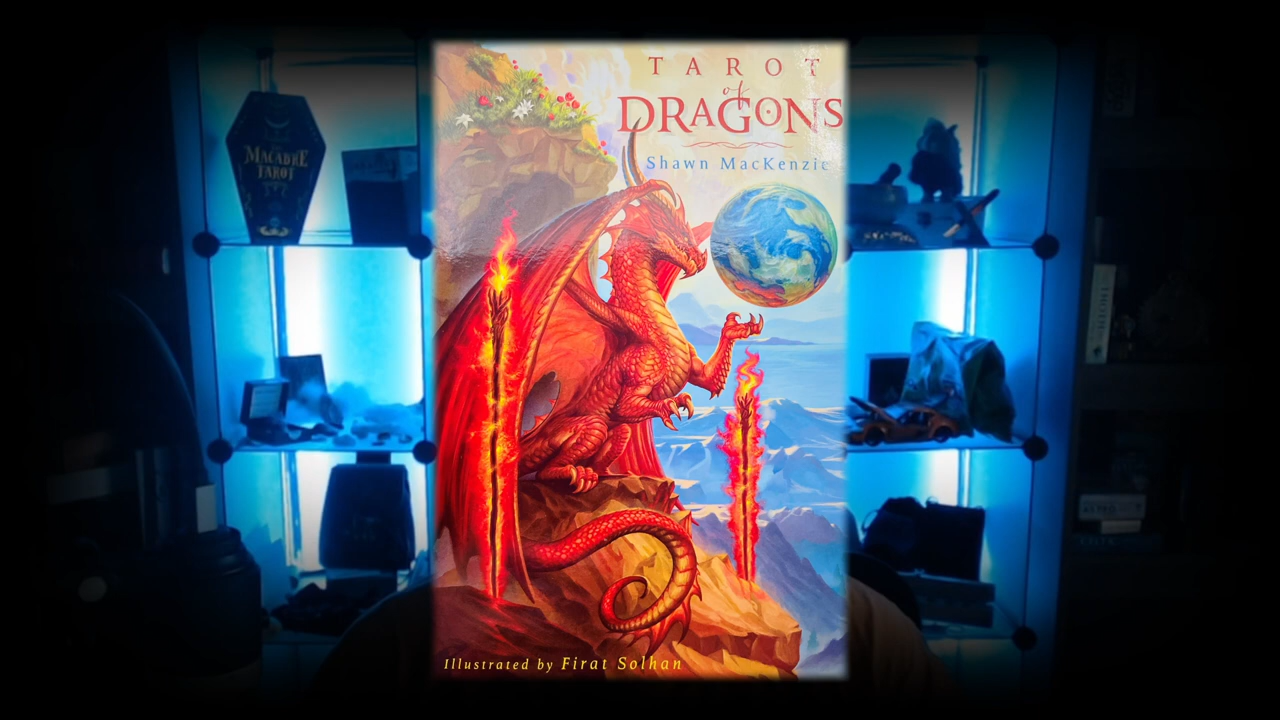 TAROT
of
DRAGONS
Shawn MacKenzie
Illustrated by Firat Solhan
MACABRE
TAROT